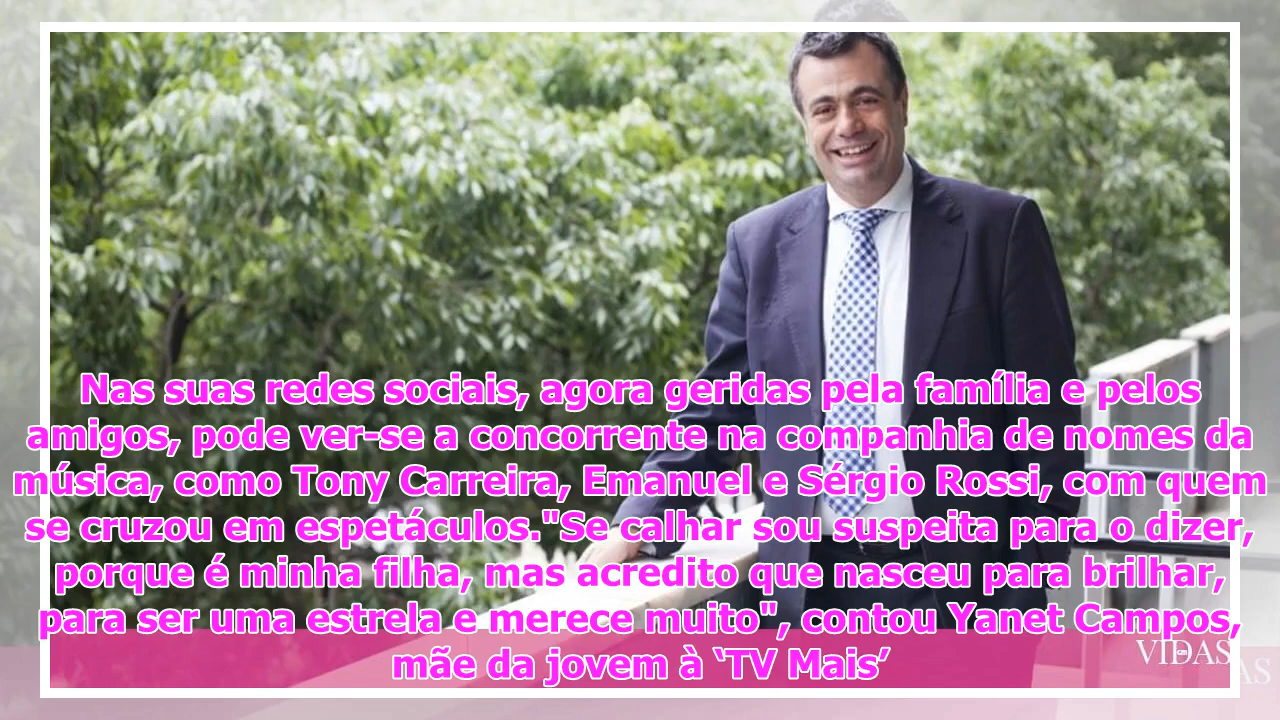 Nas suas redes sociais, agora geridas pela família e pelos
amigos, pode ver-se a concorrente na companhia de nomes da
música, como Tony Carreira, Emanuel e Sérgio Rossi, com quem
se cruzou em espetáculos."Se calhar sou suspeita para o dizer,
porque é minha filha, mas acredito que nasceu para brilhar,
para ser uma estrela e merece muito", contou Yanet Campos,
mãe da jovem à ‘TV Mais’
VIDAS
AS